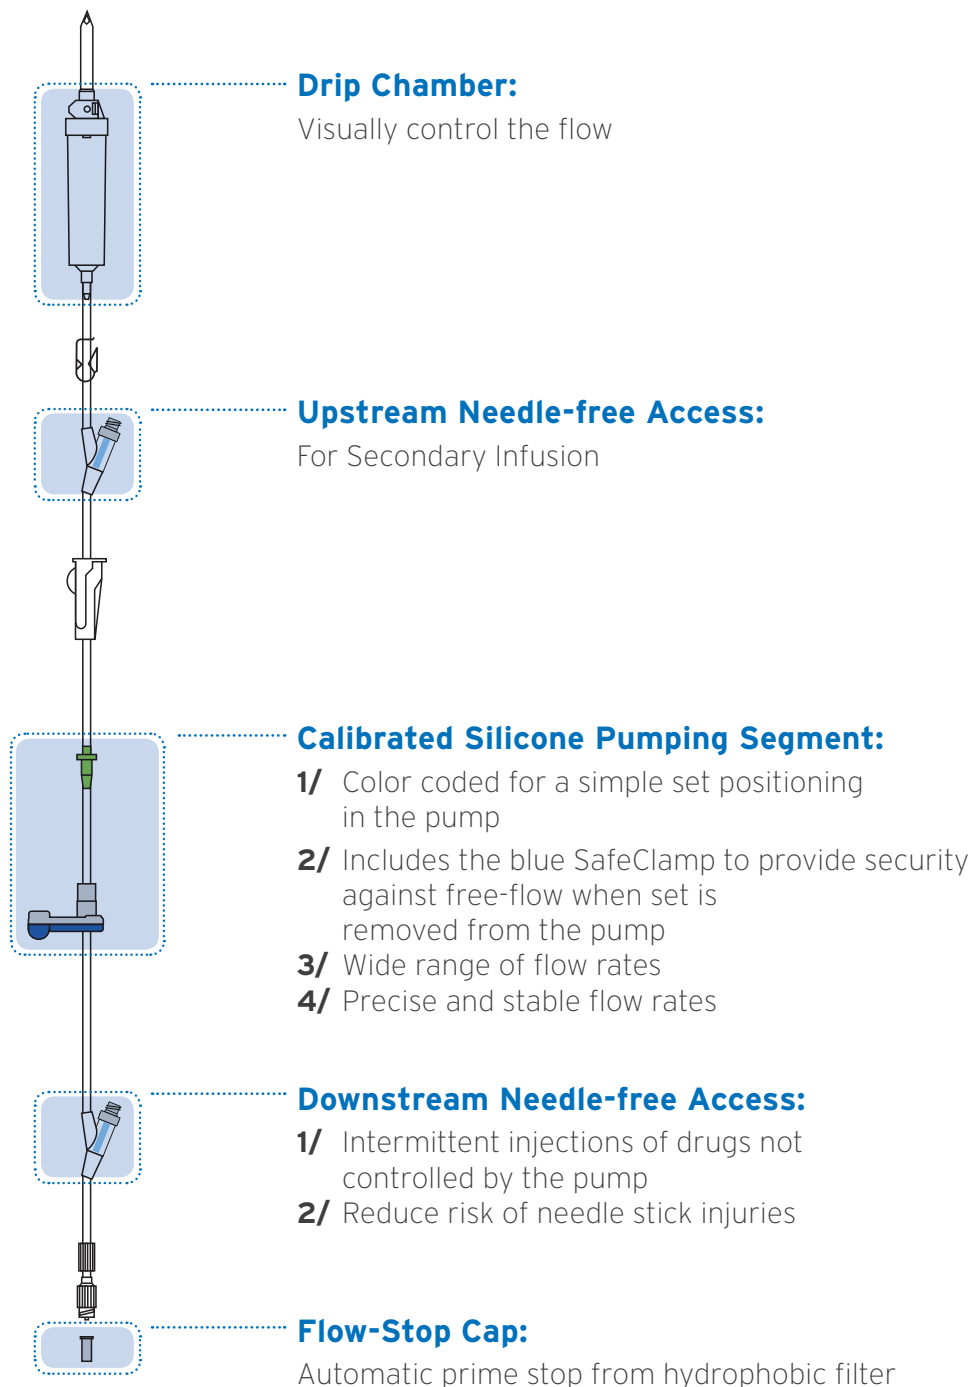 Drip Chamber:
Visually control the flow
Upstream Needle-free Access:
For Secondary Infusion
Calibrated Silicone Pumping Segment:
1/ Color coded for a simple set positioning
in the pump
2/ Includes the blue SafeClamp to provide security
against free-flow when set is
removed from the pump
3/ Wide range of flow rates
4/ Precise and stable flow rates
Downstream Needle-free Access:
1/ Intermittent injections of drugs not
controlled by the pump
2/ Reduce risk of needle stick injuries
Flow-Stop Cap:
Automatic prime stop from hydrophobic filter